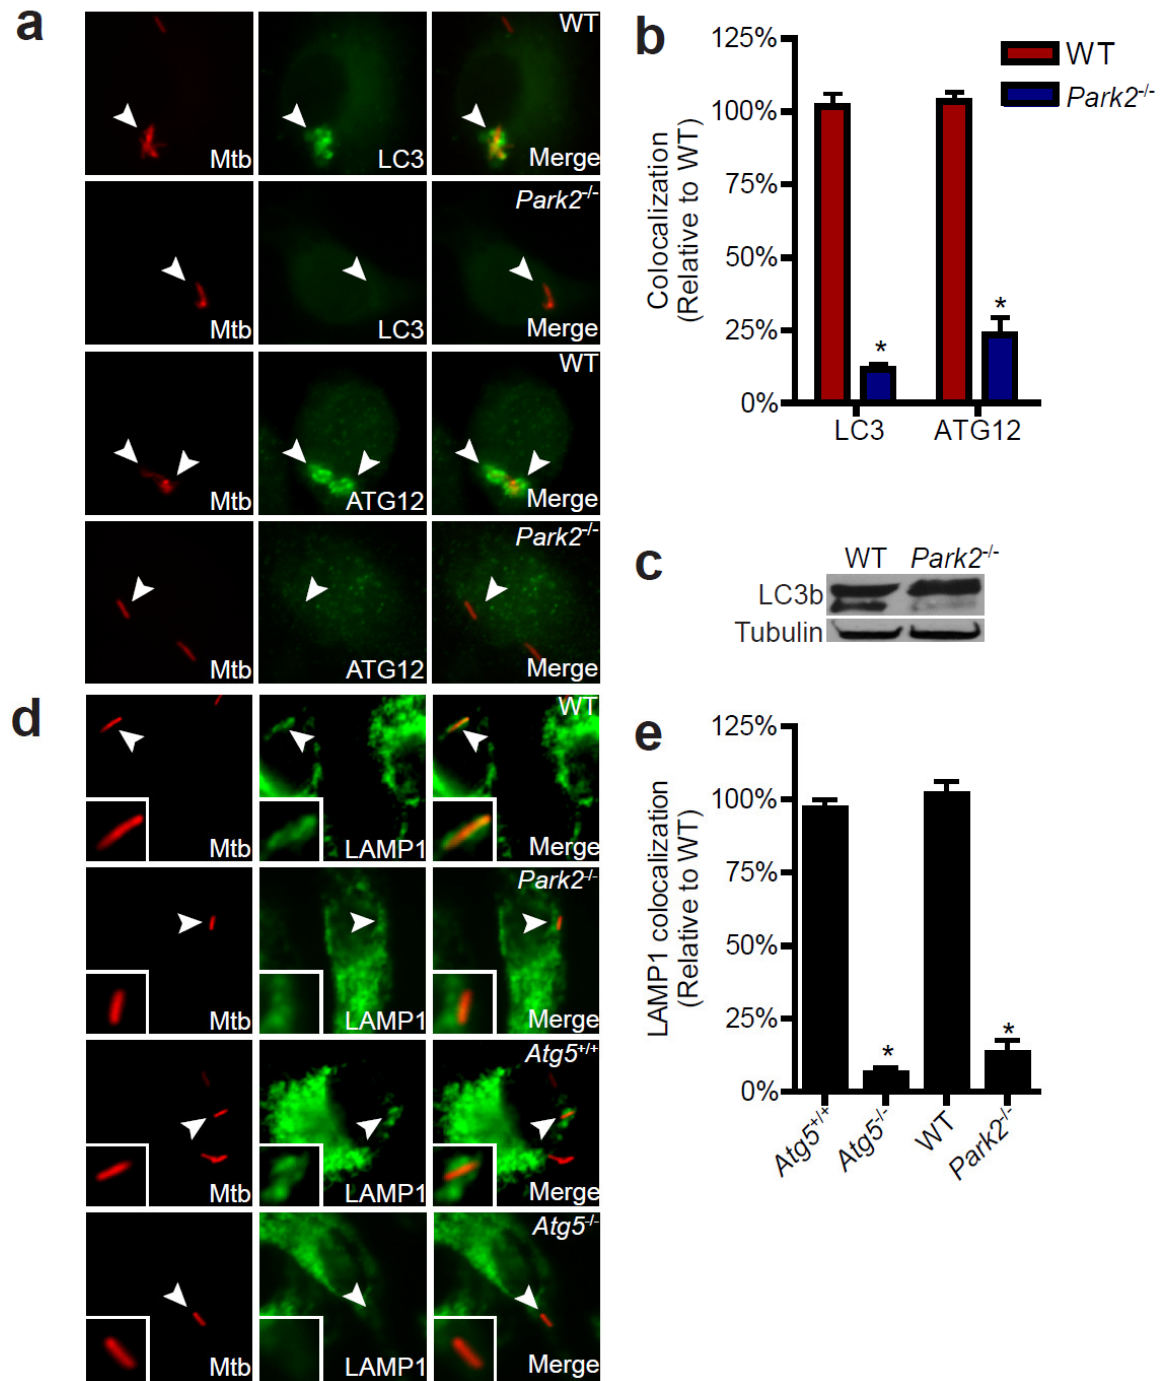 a
WT
Mtb
LC3
Merge
Park2-/-
Mtb
LC3
Merge
WT
Mtb
ATG12
Merge
Park2-/-
Mtb
ATG12
Merge
b
125%
100%
75%
50%
25%
0%
Colocalization
(Relative to WT)
WT
Park2-/-
*
*
LC3
ATG12
c
WT Park2-/-
LC3b
Tubulin
d
WT
Mtb
LAMP1
Merge
Park2-/-
Mtb
LAMP1
Merge
Atg5+/+
Mtb
LAMP1
Merge
Atg5-/-
Mtb
LAMP1
Merge
e
125%
100%
75%
50%
25%
0%
LAMP1 colocalization
(Relative to WT)
*
*
Atg5+/+
Atg5-/-
WT
Park2-/-